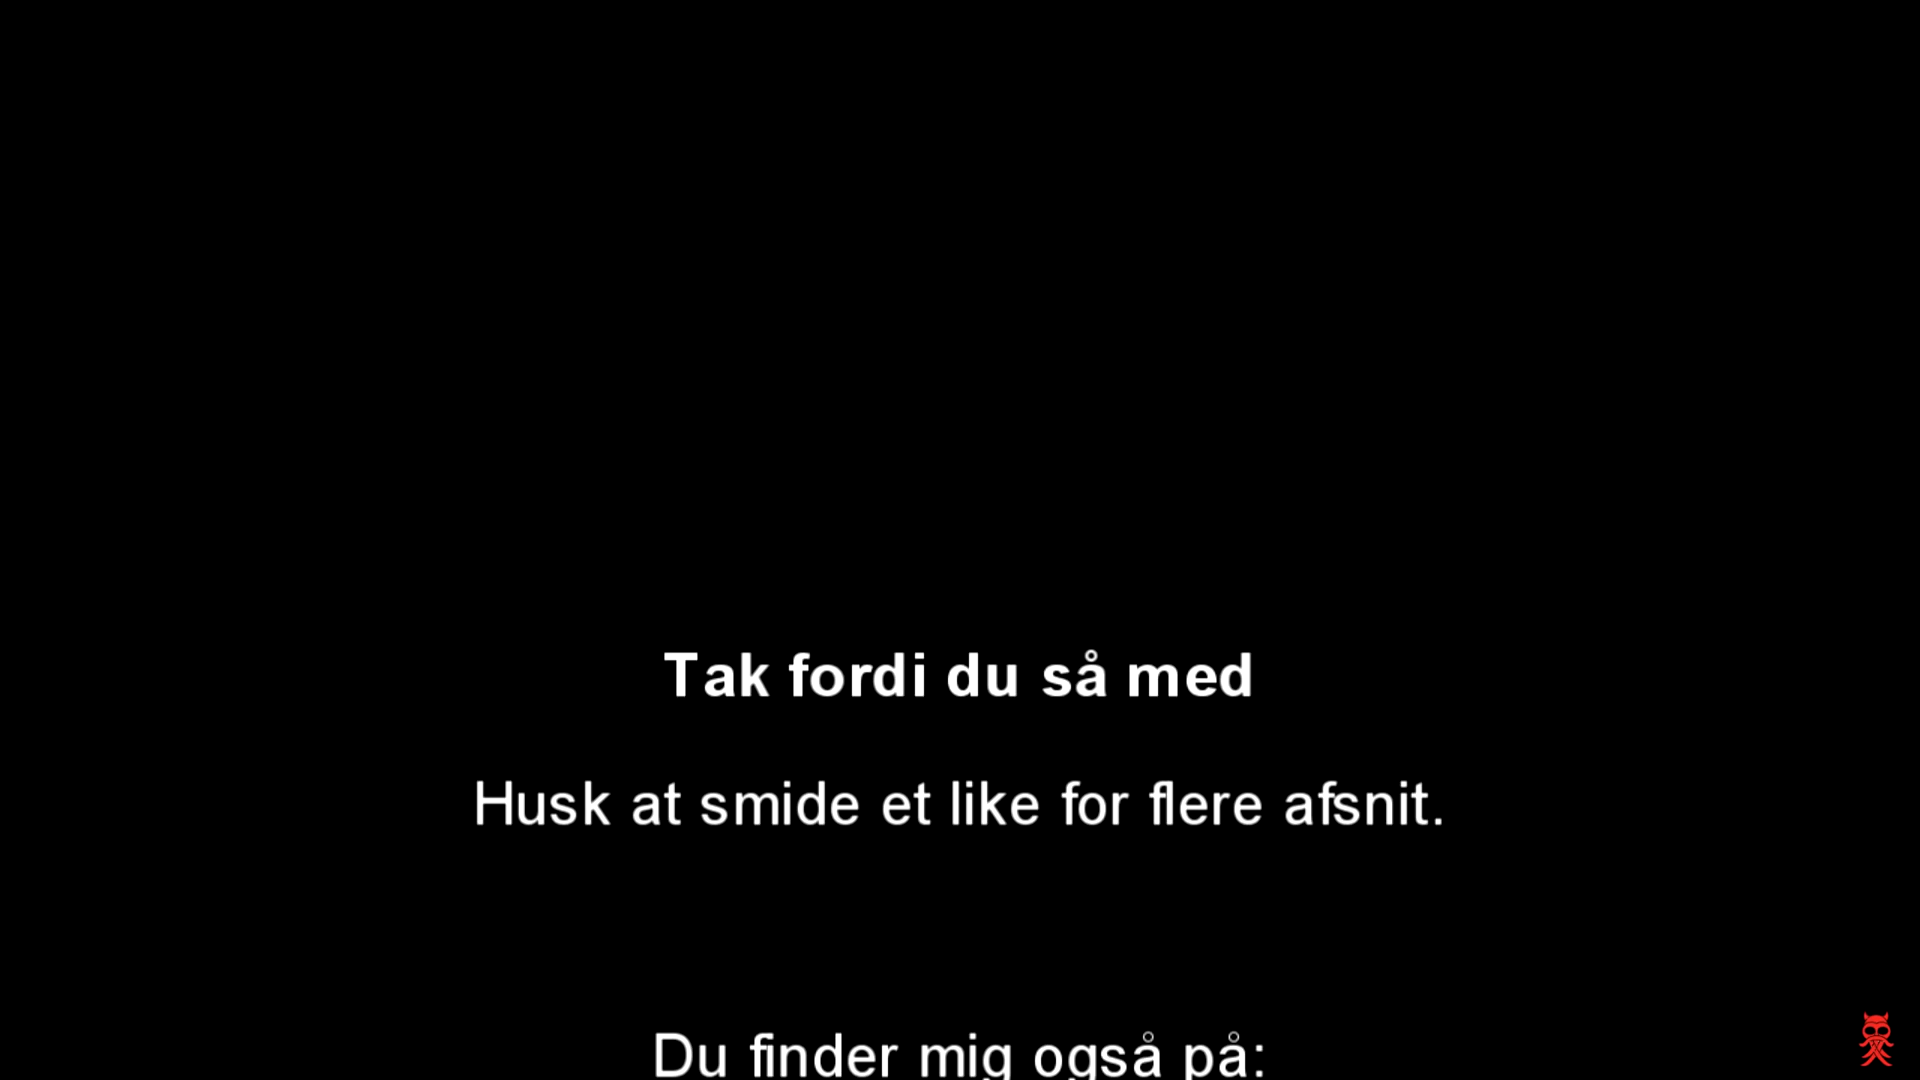 Tak fordi du så med
Husk at smide et like for flere afsnit.
Du finder mig også på: